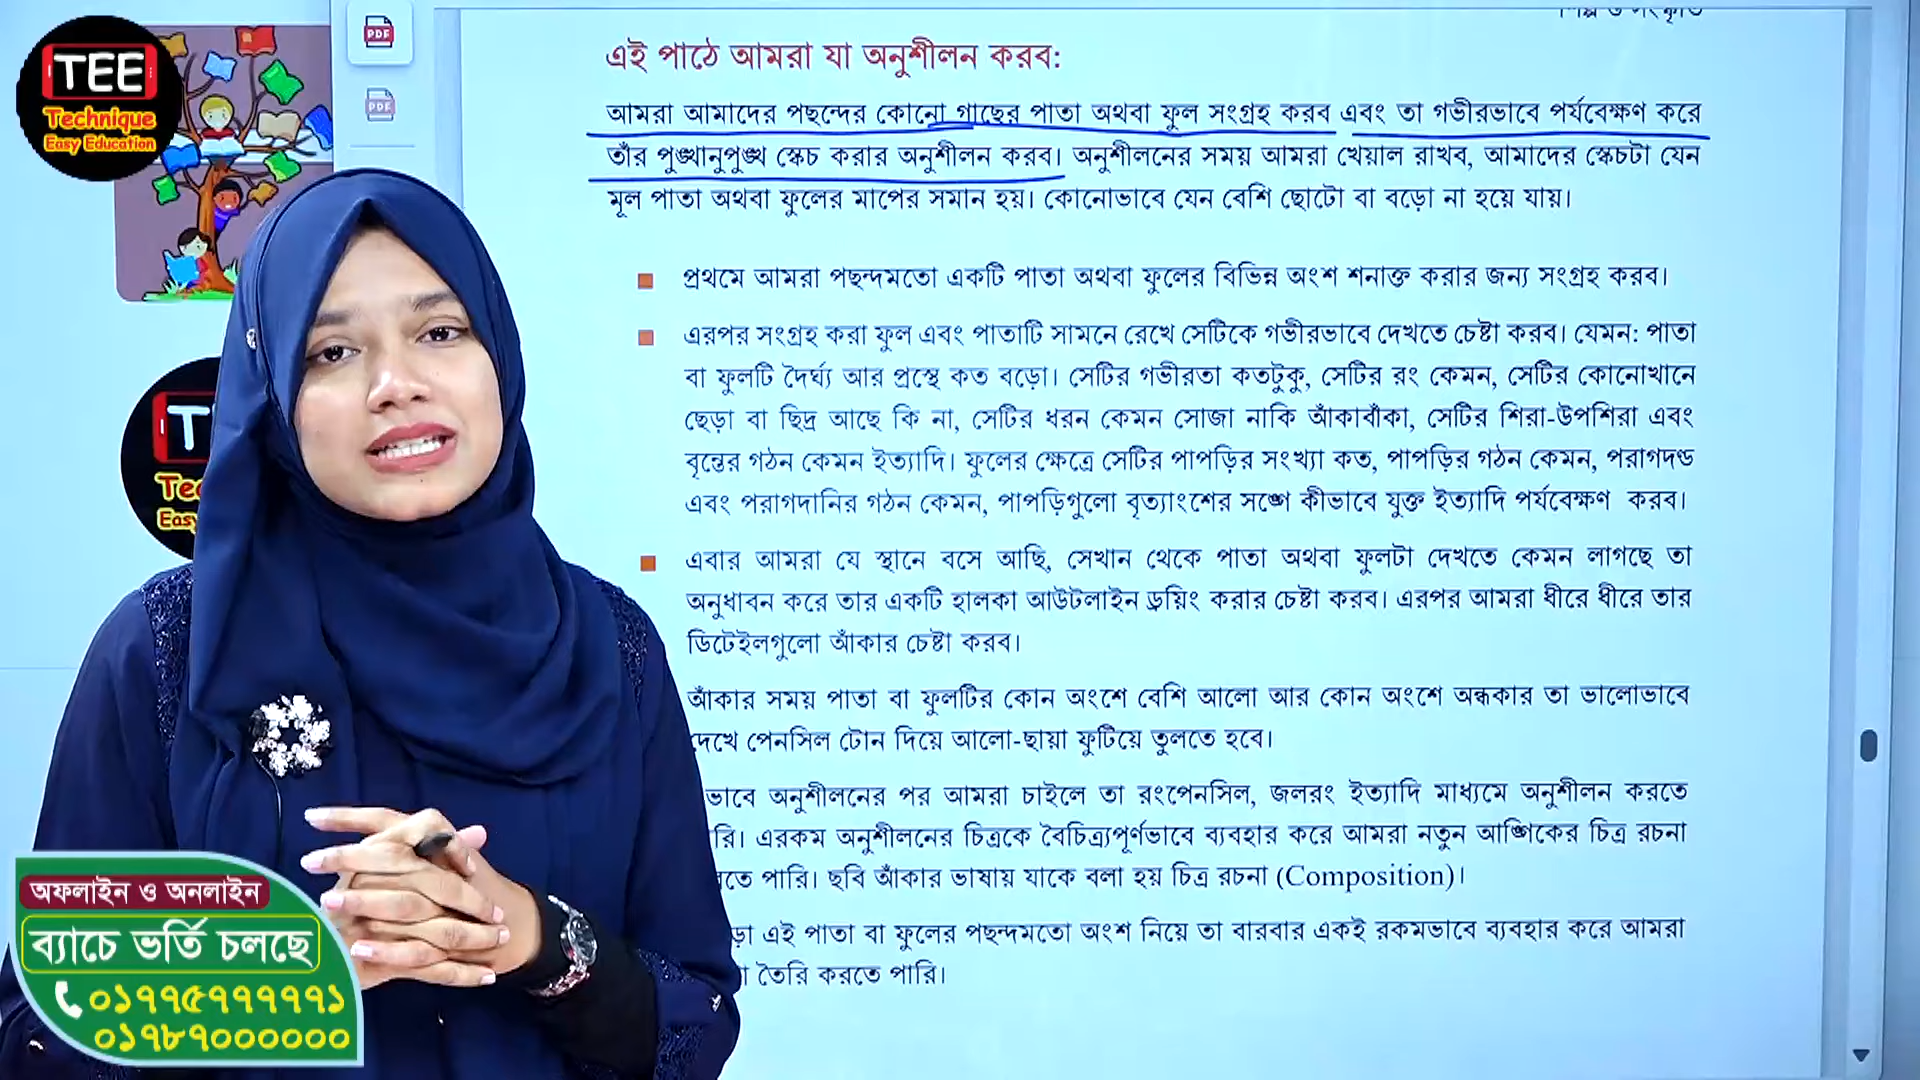 শিল্প ও সংস্কৃতি
এই পাঠে আমরা যা অনুশীলন করব:
আমরা আমাদের পছন্দের কোনো গাছের পাতা অথবা ফুল সংগ্রহ করব এবং তা গভীরভাবে পর্যবেক্ষণ করে
তাঁর পুঙ্খানুপুঙ্খ স্কেচ করার অনুশীলন করব। অনুশীলনের সময় আমরা খেয়াল রাখব, আমাদের স্কেচটা যেন
মূল পাতা অথবা ফুলের মাপের সমান হয়। কোনোভাবে যেন বেশি ছোটো বা বড়ো না হয়ে যায়।
প্রথমে আমরা পছন্দমতো একটি পাতা অথবা ফুলের বিভিন্ন অংশ শনাক্ত করার জন্য সংগ্রহ করব।
এরপর সংগ্রহ করা ফুল এবং পাতাটি সামনে রেখে সেটিকে গভীরভাবে দেখতে চেষ্টা করব। যেমন: পাতা
বা ফুলটি দৈর্ঘ্য আর প্রস্থে কত বড়ো। সেটির গভীরতা কতটুকু, সেটির রং কেমন, সেটির কোনোখানে
ছেড়া বা ছিদ্র আছে কি না, সেটির ধরন কেমন সোজা নাকি আঁকাবাঁকা, সেটির শিরা-উপশিরা এবং
বৃন্তের গঠন কেমন ইত্যাদি। ফুলের ক্ষেত্রে সেটির পাপড়ির সংখ্যা কত, পাপড়ির গঠন কেমন, পরাগদন্ড
এবং পরাগদানির গঠন কেমন, পাপড়িগুলো বৃত্যাংশের সঙ্গে কীভাবে যুক্ত ইত্যাদি পর্যবেক্ষণ করব।
এবার আমরা যে স্থানে বসে আছি, সেখান থেকে পাতা অথবা ফুলটা দেখতে কেমন লাগছে তা
অনুধাবন করে তার একটি হালকা আউটলাইন ড্রয়িং করার চেষ্টা করব। এরপর আমরা ধীরে ধীরে তার
ডিটেইলগুলো আঁকার চেষ্টা করব।
আঁকার সময় পাতা বা ফুলটির কোন অংশে বেশি আলো আর কোন অংশে অন্ধকার তা ভালোভাবে
দেখে পেনসিল টোন দিয়ে আলো-ছায়া ফুটিয়ে তুলতে হবে।
ভাবে অনুশীলনের পর আমরা চাইলে তা রংপেনসিল, জলরং ইত্যাদি মাধ্যমে অনুশীলন করতে
রি। এরকম অনুশীলনের চিত্রকে বৈচিত্র্যপূর্ণভাবে ব্যবহার করে আমরা নতুন আঙ্গিকের চিত্র রচনা
তে পারি। ছবি আঁকার ভাষায় যাকে বলা হয় চিত্র রচনা (Composition)।
ড়া এই পাতা বা ফুলের পছন্দমতো অংশ নিয়ে তা বারবার একই রকমভাবে ব্যবহার করে আমরা
তৈরি করতে পারি।
PDF
PDF
TEE
Technique
Easy Education
T
Te
Easy
অফলাইন ও অনলাইন
ব্যাচে ভর্তি চলছে
০১৭৭৫৭৭৭৭৭১
০১৭৮৭০০০০০০